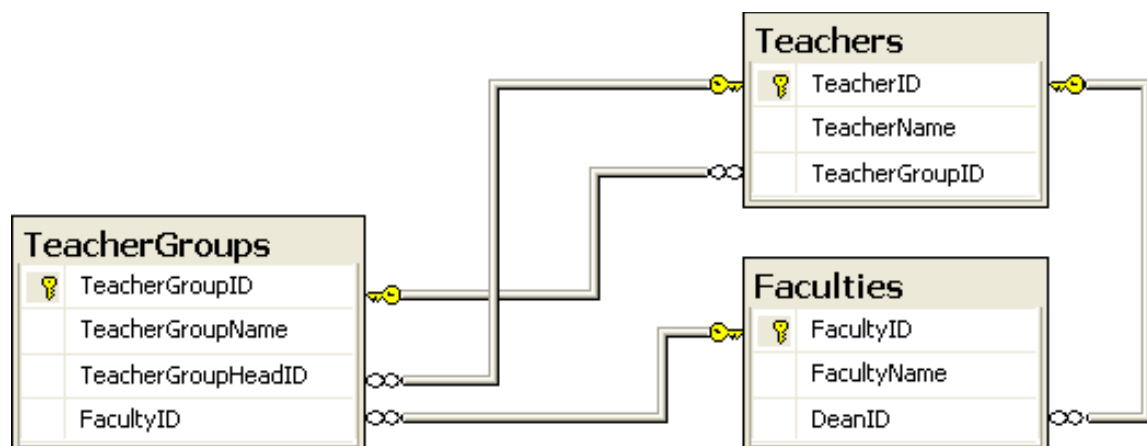 Teachers
TeacherID
TeacherName
TeacherGroupID
TeacherGroups
TeacherGroupID
TeacherGroupName
TeacherGroupHeadID
FacultyID
Faculties
FacultyID
FacultyName
DeanID